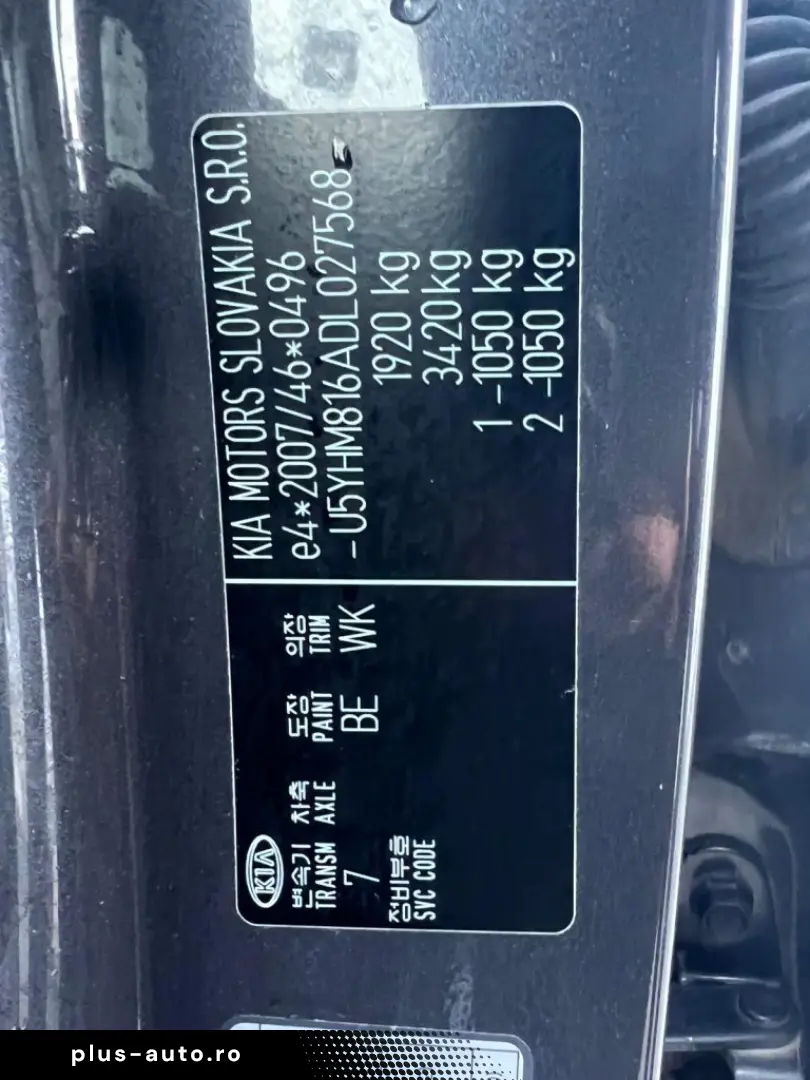 KIA MOTORS SLOVAKIA S.R.O.
e4*2007/46*0496
-U5YHM816ADL027568-
1920 kg
3420 kg
1 -1050 kg
2 -1050 kg
KIA
변속기 차축 도장 의장
TRANSM AXLE PAINT TRIM
7 BE WK
정비부호
SVC CODE
plus-auto.ro